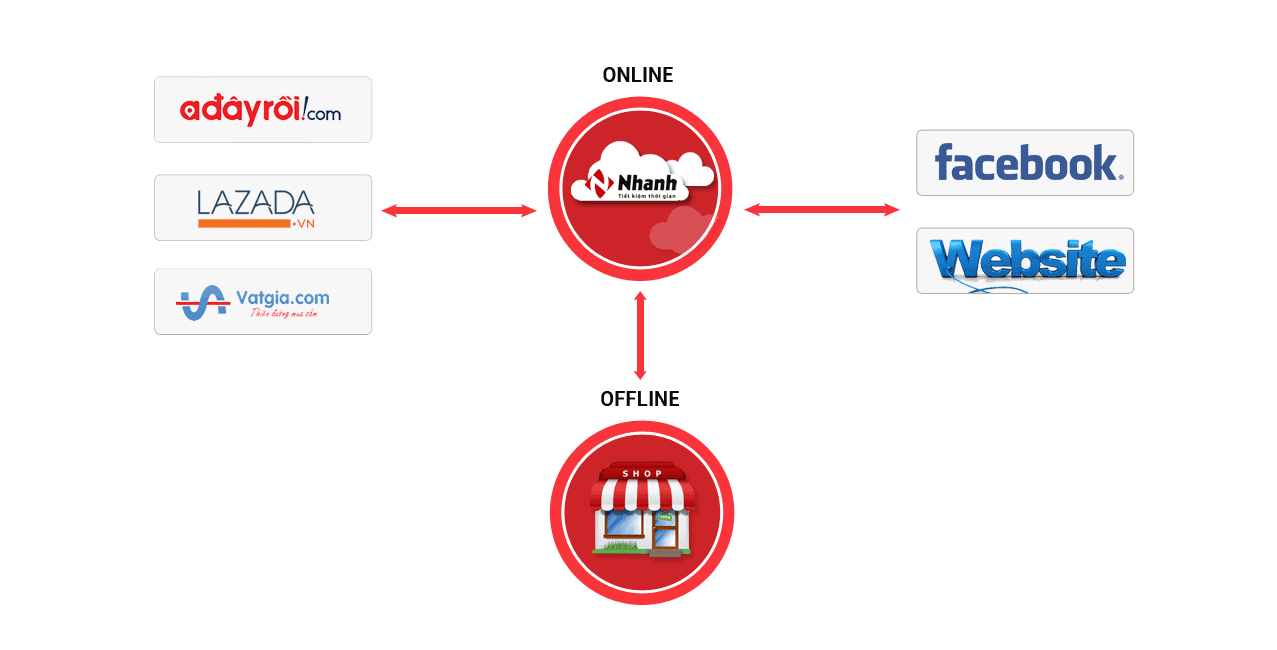 ONLINE
adâyrồi!com
LAZADA
.VN
Vatgia.com
Thiên đường mua sắm
Nhanh
Tiết kiệm thời gian
facebook.
Website
OFFLINE
SHOP
OPEN